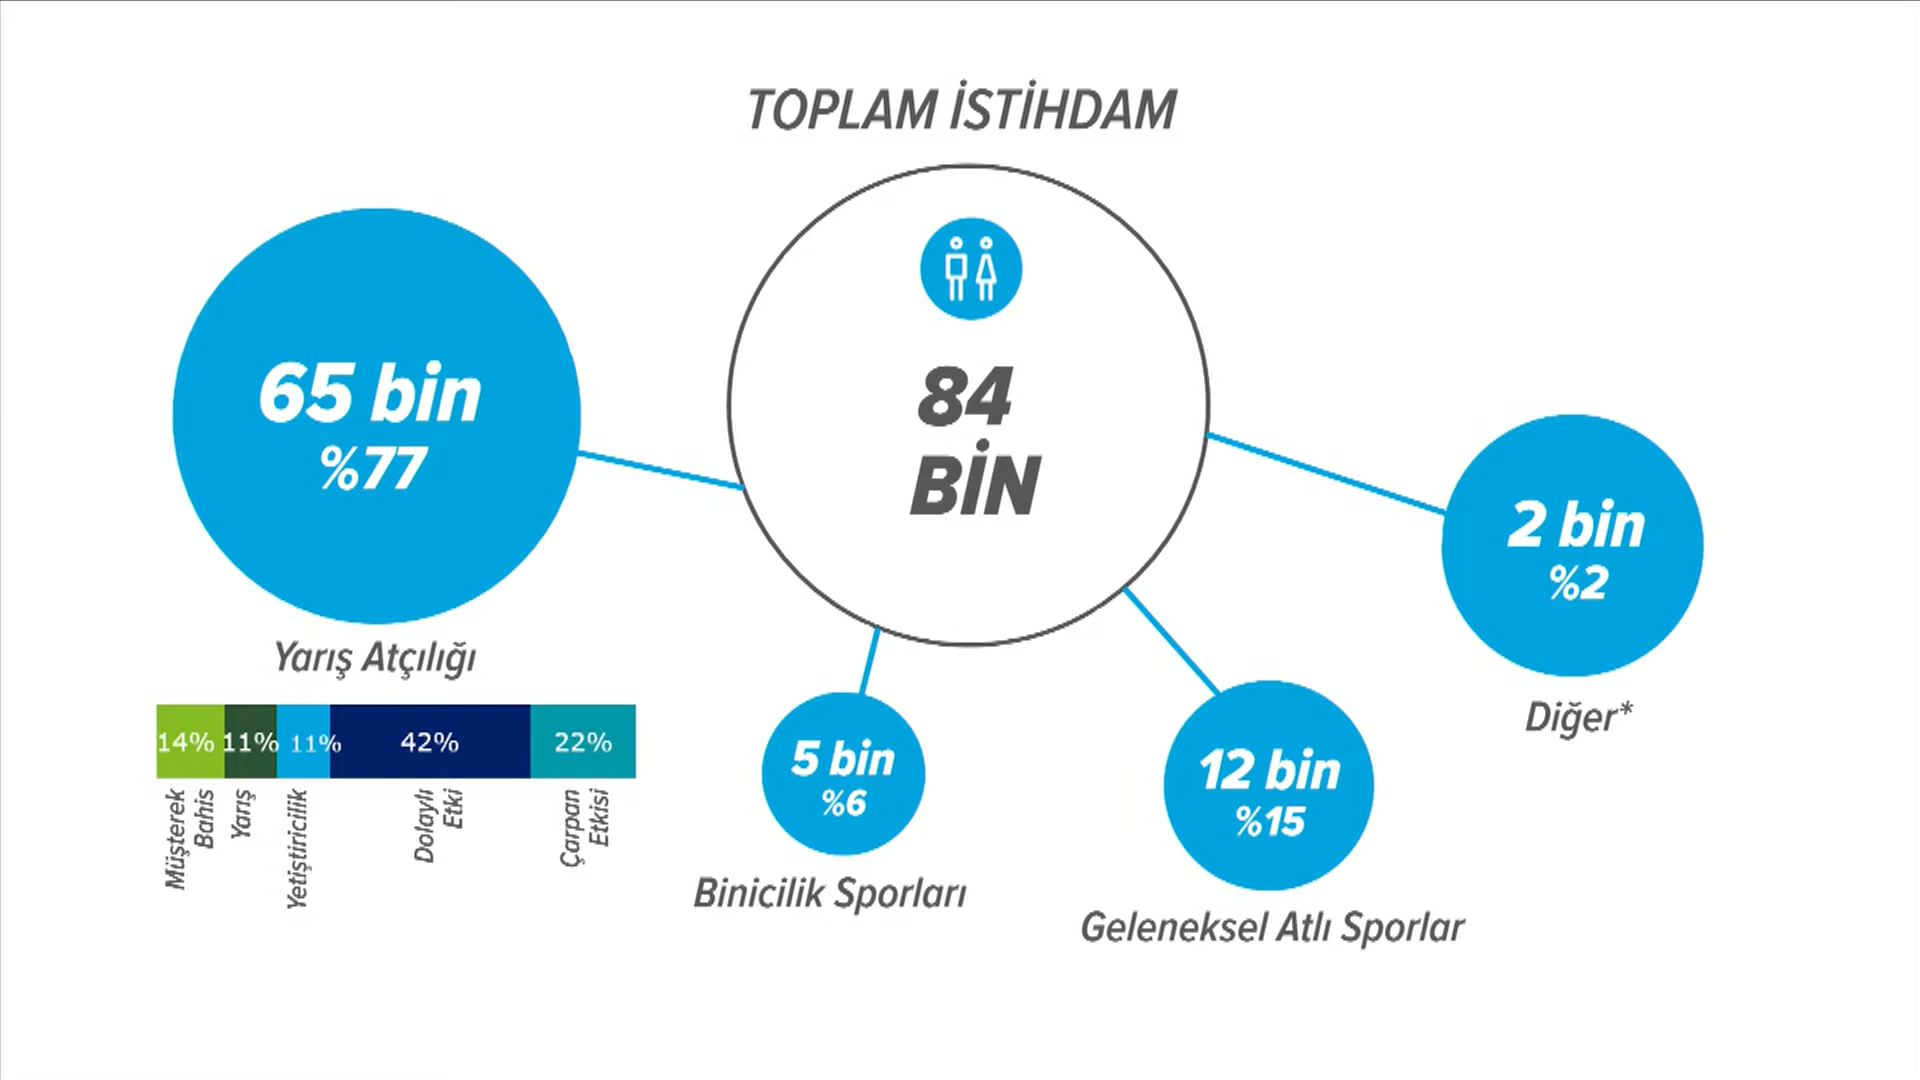 TOPLAM İSTİHDAM
84
BİN
65 bin
%77
Yarış Atçılığı
14% 11% 11% 42% 22%
Müşterek
Bahis
Yarış
Yetiştiricilik
Dolaylı
Etki
Çarpan
Etkisi
5 bin
%6
Binicilik Sporları
12 bin
%15
Geleneksel Atlı Sporlar
2 bin
%2
Diğer*